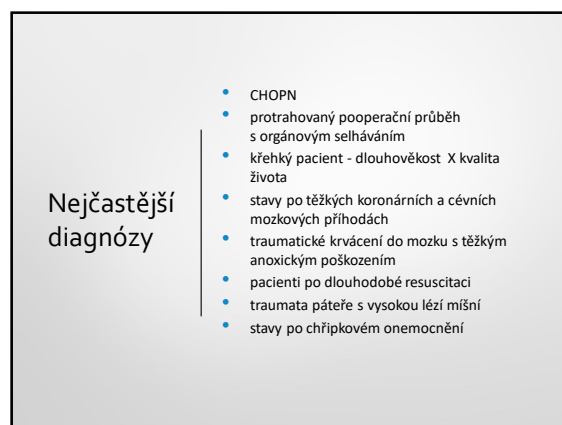 Nejčastější
diagnózy
• CHOPN
• protrahovaný pooperační průběh
s orgánovým selháváním
• křehký pacient - dlouhověkost X kvalita
života
• stavy po těžkých koronárních a cévních
mozkových příhodách
• traumatické krvácení do mozku s těžkým
anoxickým poškozením
• pacienti po dlouhodobé resuscitaci
• traumata páteře s vysokou lézí míšní
• stavy po chřipkovém onemocnění